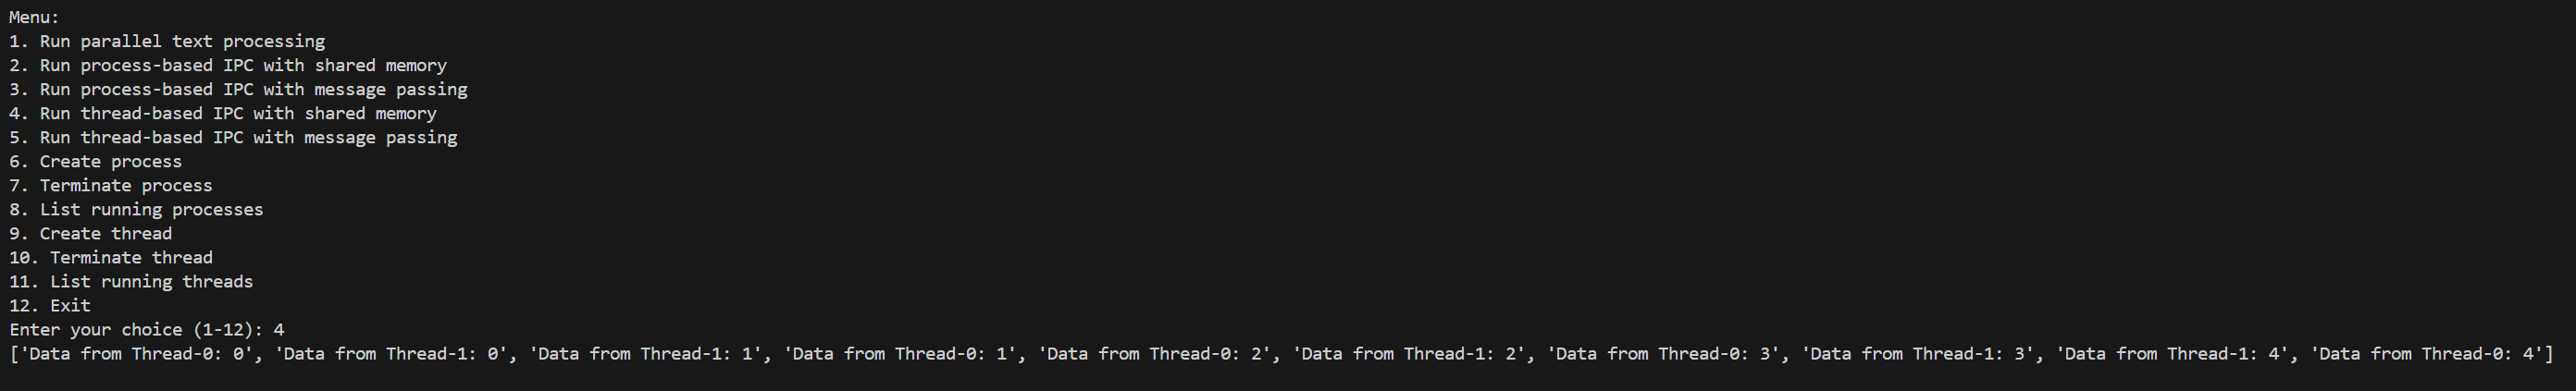 Menu:
1. Run parallel text processing
2. Run process-based IPC with shared memory
3. Run process-based IPC with message passing
4. Run thread-based IPC with shared memory
5. Run thread-based IPC with message passing
6. Create process
7. Terminate process
8. List running processes
9. Create thread
10. Terminate thread
11. List running threads
12. Exit
Enter your choice (1-12): 4
['Data from Thread-0: 0', 'Data from Thread-1: 0', 'Data from Thread-1: 1', 'Data from Thread-0: 1', 'Data from Thread-0: 2', 'Data from Thread-1: 2', 'Data from Thread-0: 3', 'Data from Thread-1: 3', 'Data from Thread-1: 4', 'Data from Thread-0: 4']